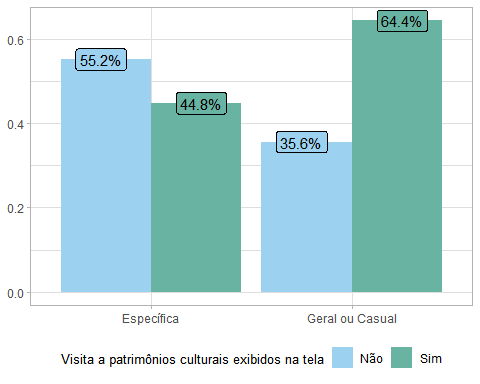 64.4%
0.6
55.2%
44.8%
0.4
35.6%
0.2
0.0
Específica
Geral ou Casual
Visita a patrimônios culturais exibidos na tela
Não
Sim